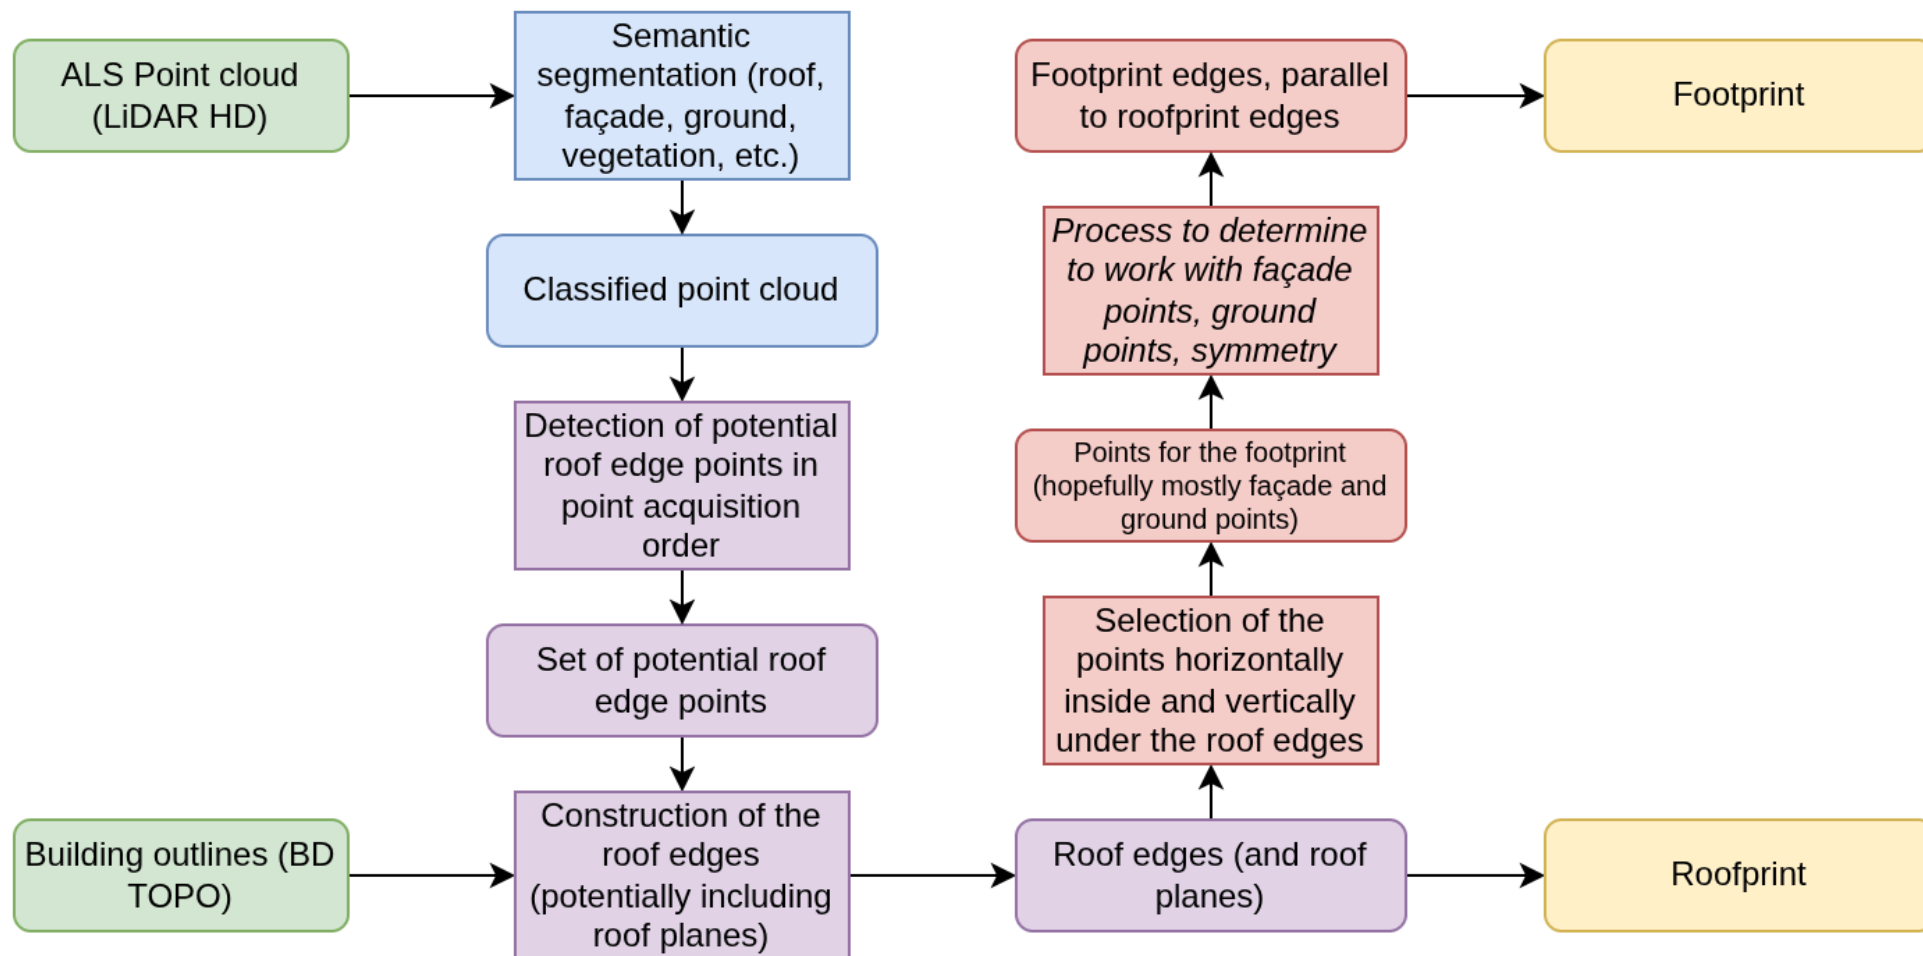 ALS Point cloud
(LiDAR HD)
Semantic
segmentation (roof,
façade, ground,
vegetation, etc.)
Classified point cloud
Detection of potential
roof edge points in
point acquisition
order
Set of potential roof
edge points
Building outlines (BD
TOPO)
Construction of the
roof edges
(potentially including
roof planes)
Roof edges (and roof
planes)
Roofprint
Selection of the
points horizontally
inside and vertically
under the roof edges
Points for the footprint
(hopefully mostly façade and
ground points)
Process to determine
to work with façade
points, ground
points, symmetry
Footprint edges, parallel
to roofprint edges
Footprint